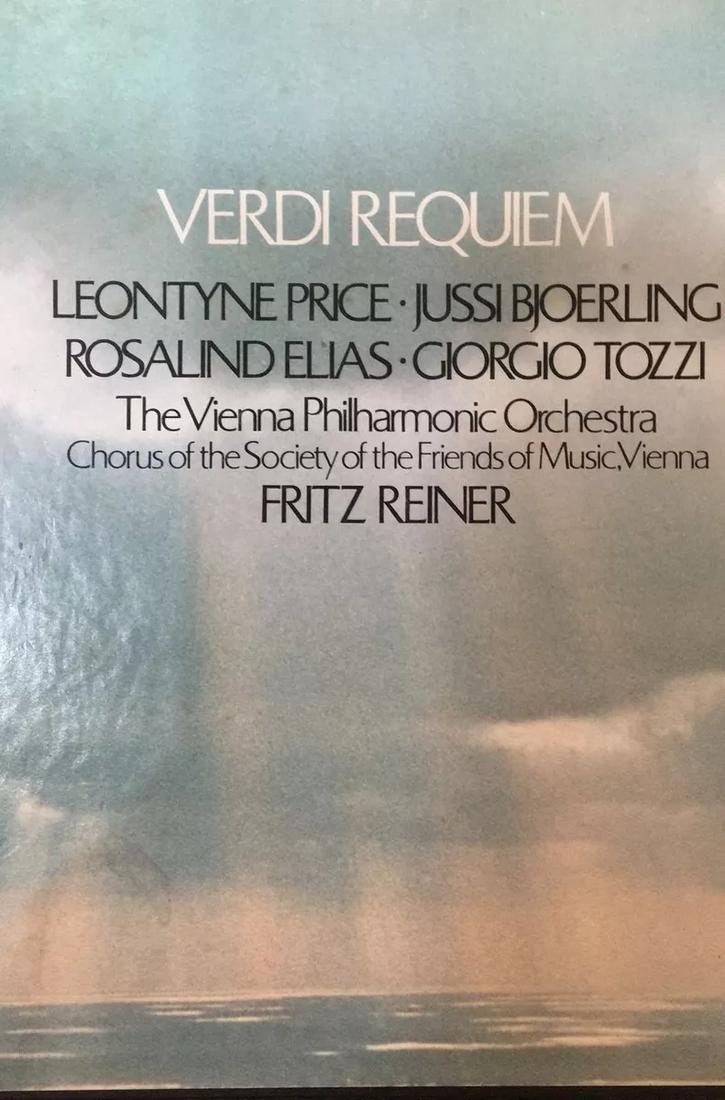 VERDI REQUIEM
LEONTYNE PRICE · JUSSI BJOERLING
ROSALIND ELIAS · GIORGIO TOZZI
The Vienna Philharmonic Orchestra
Chorus of the Society of the Friends of Music, Vienna
FRITZ REINER